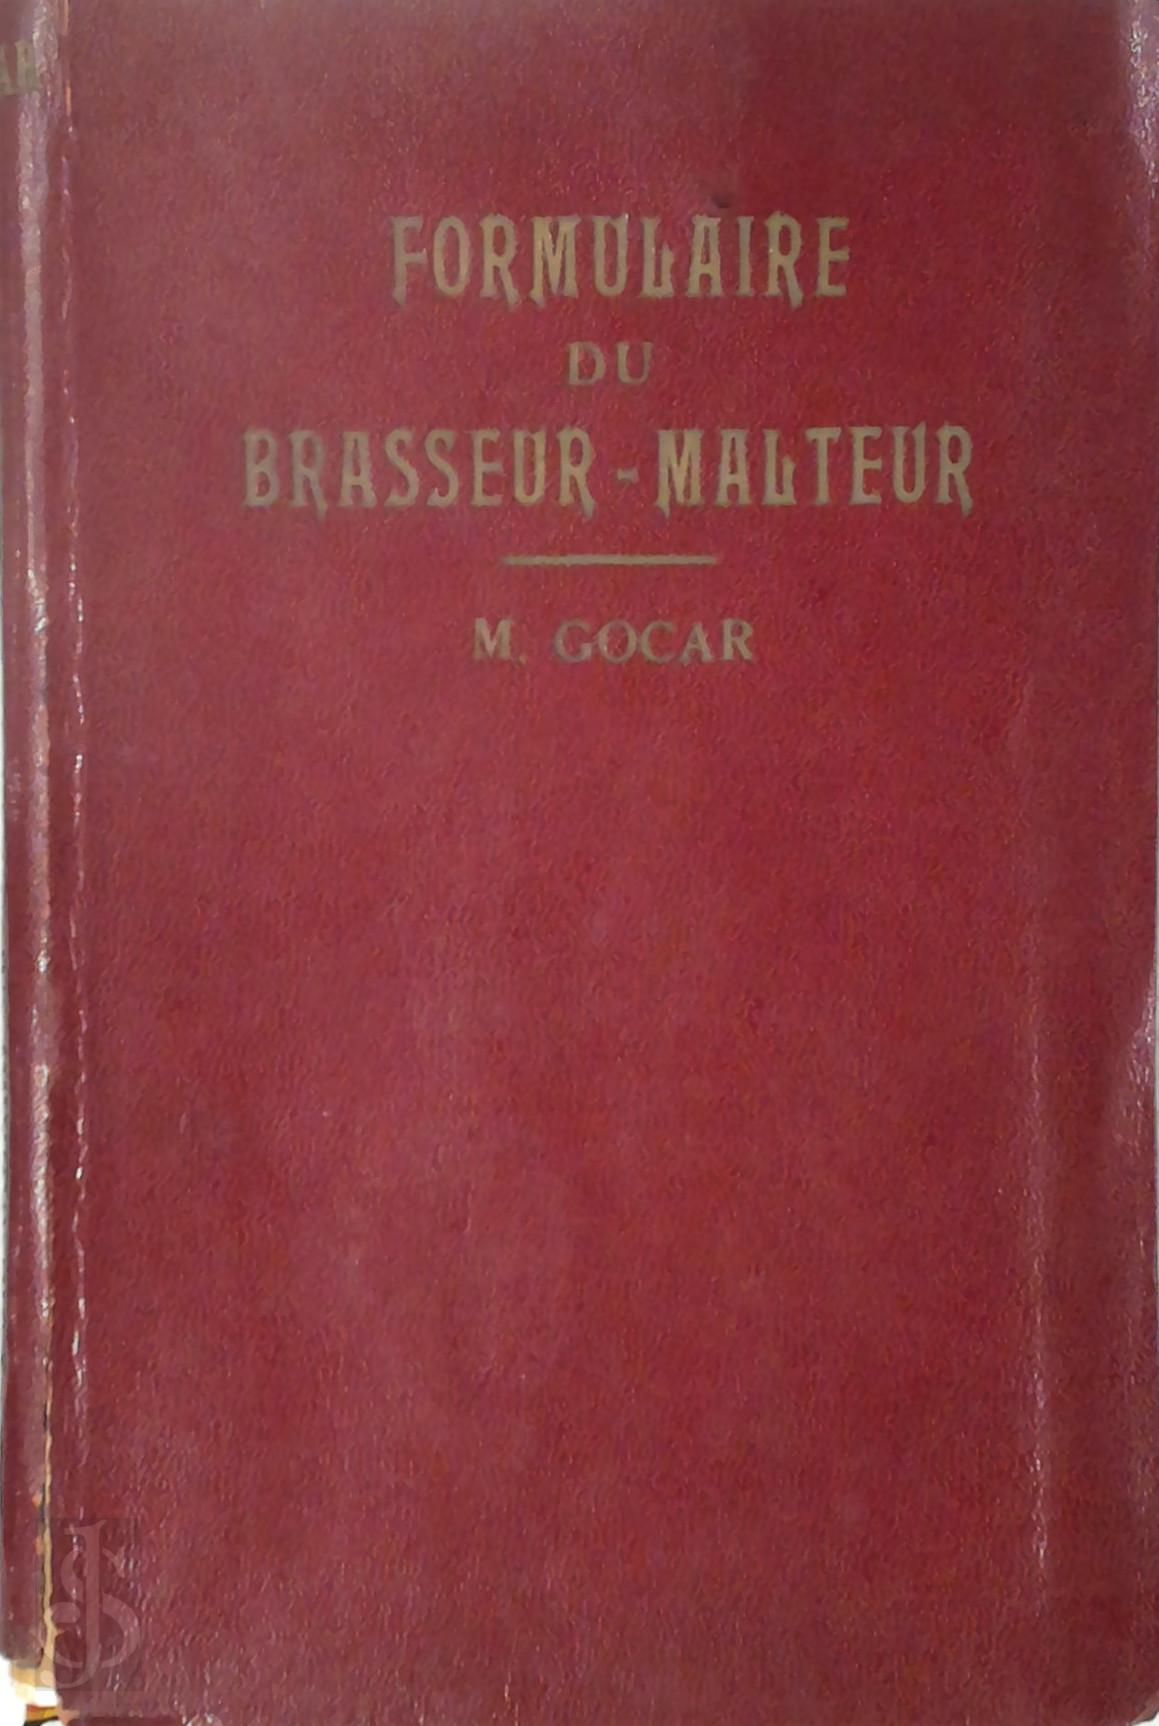 FORMULAIRE
DU
BRASSEUR-MALTEUR
M. GOCAR